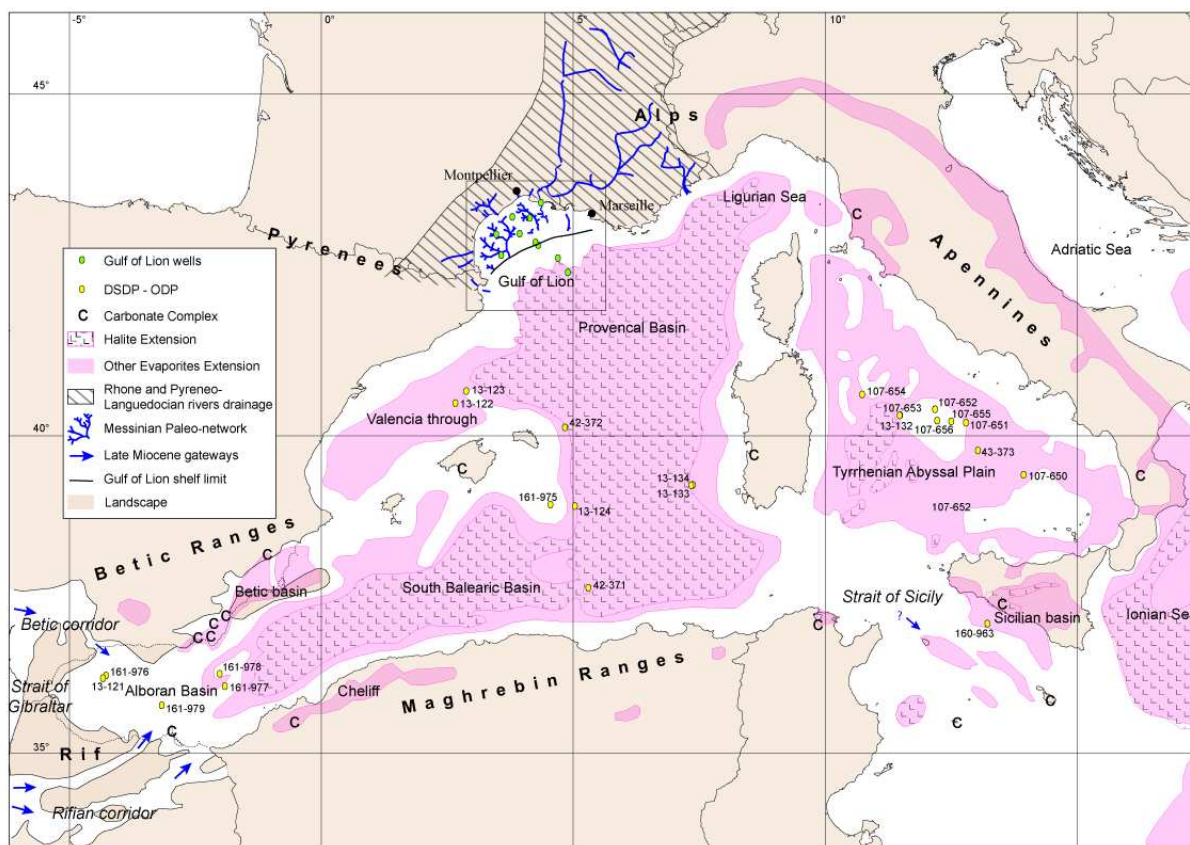 -5°
0°
5°
10°
45°
Alps
Montpellier
Marseille
Ligurian Sea
Pyrenees
Adriatic Sea
Apennines
Gulf of Lion
Gulf of Lion wells
DSDP - ODP
C Carbonate Complex
Halite Extension
Other Evaporites Extension
Rhone and Pyreneo-
Languedocian rivers drainage
Messinian Paleo-network
Late Miocene gateways
Gulf of Lion shelf limit
Landscape
Provencal Basin
C
13-123
13-122
Valencia through
42-372
107-654
107-652
107-653
107-655
13-132
107-651
107-656
40°
43-373
C
C
C
Tyrrhenian Abyssal Plain
13-134
13-133
107-650
161-975
13-124
107-652
Betic Ranges
C
Betic basin
South Balearic Basin
42-371
Strait of Sicily
?
C
Sicilian basin
Ionian Se
160-963
C
C
C
C
C
Betic corridor
161-976
13-121
161-978
161-977
Alboran Basin
161-979
Strait of
Gibraltar
Cheliff
C
Maghrebin Ranges
C
C
C
35°
Rif
Rifian corridor